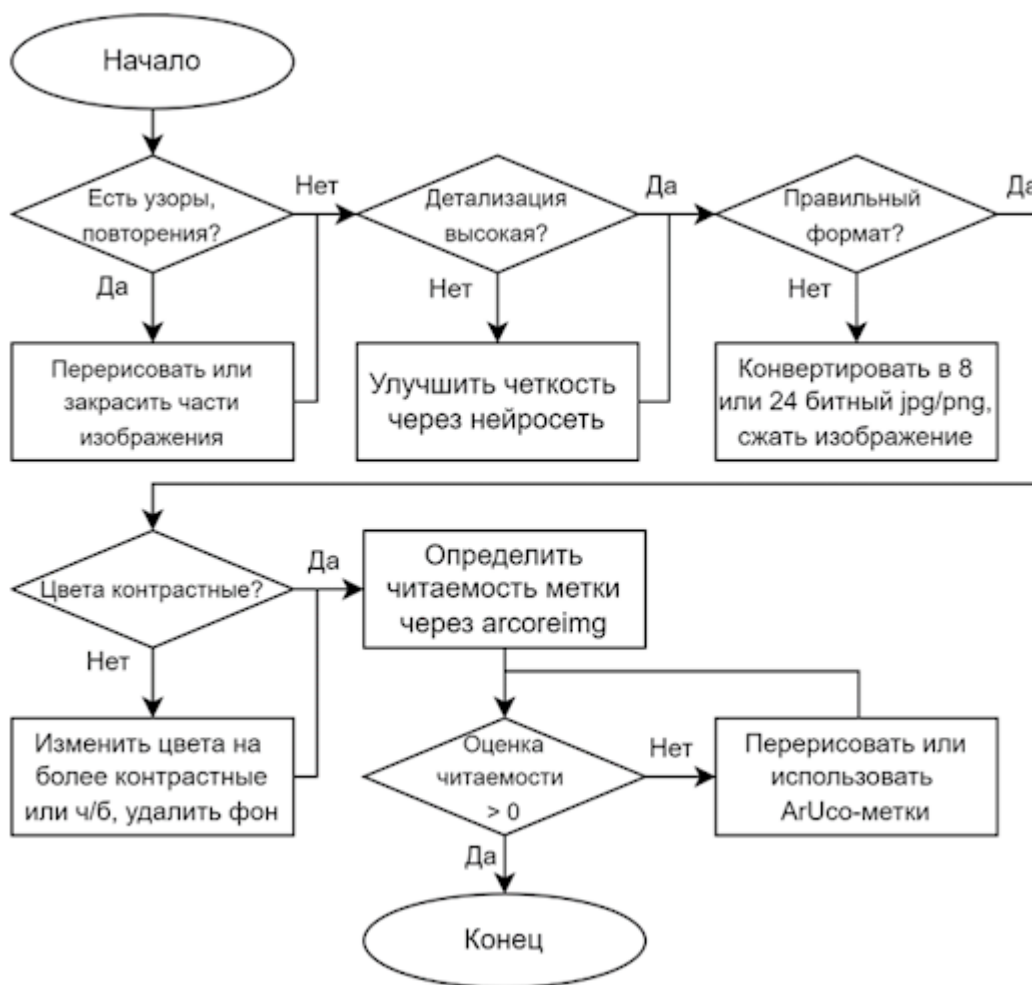 Начало
Есть узоры,
повторения?
Нет
Детализация
высокая?
Да
Правильный
формат?
Да
Да
Нет
Нет
Перерисовать или
закрасить части
изображения
Улучшить четкость
через нейросеть
Конвертировать в 8
или 24 битный jpg/png,
сжать изображение
Цвета контрастные?
Да
Определить
читаемость метки
через arcoreimg
Нет
Изменить цвета на
более контрастные
или ч/б, удалить фон
Оценка
читаемости
> 0
Нет
Перерисовать или
использовать
ArUco-метки
Да
Конец